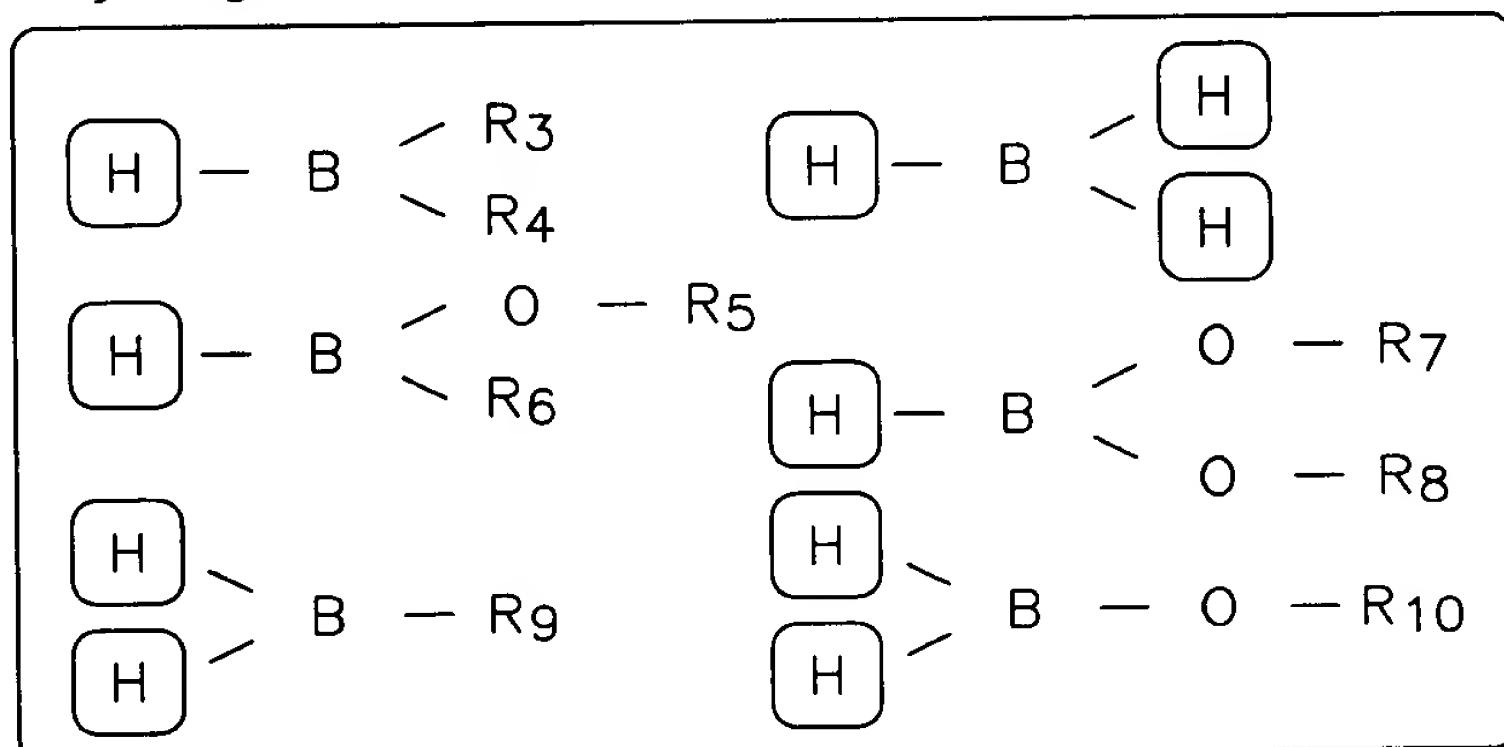 H — B R3
R4
H — B H
H
H — B O — R5
R6
H — B O — R7
O — R8
H
H B — R9
H
H B — O — R10